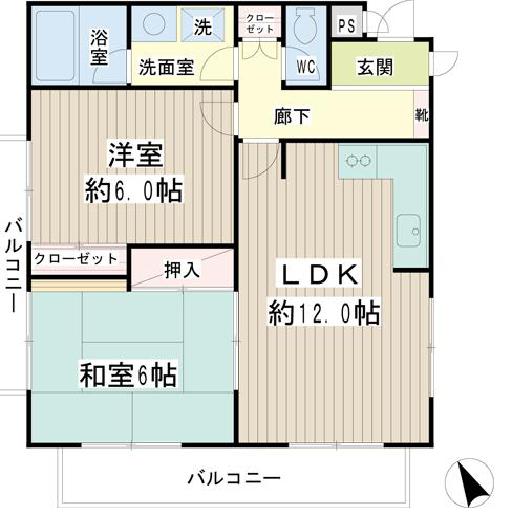 浴室
洗
洗面室
クローゼット
WC
PS
玄関
靴
廊下
洋室
約6.0帖
バルコニー
クローゼット
押入
LDK
約12.0帖
和室6帖
バルコニー